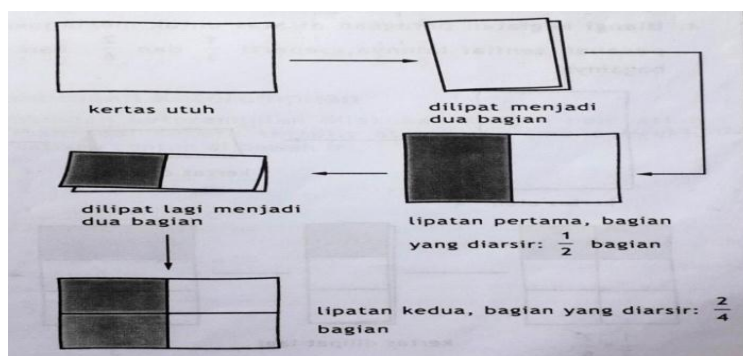 kertas utuh
dilipat menjadi
dua bagian
lipatan pertama, bagian
yang diarsir: 1/2 bagian
dilipat lagi menjadi
dua bagian
lipatan kedua, bagian yang diarsir: 2/4
bagian